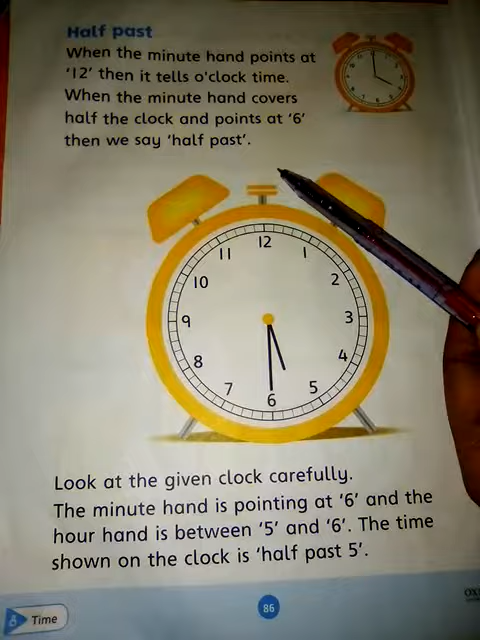 Half past
When the minute hand points at
'12' then it tells o'clock time.
When the minute hand covers
half the clock and points at '6'
then we say 'half past'.
12
11 1
10 2
9 3
8 4
7 5
6
Look at the given clock carefully.
The minute hand is pointing at '6' and the
hour hand is between '5' and '6'. The time
shown on the clock is 'half past 5'.
Time
86